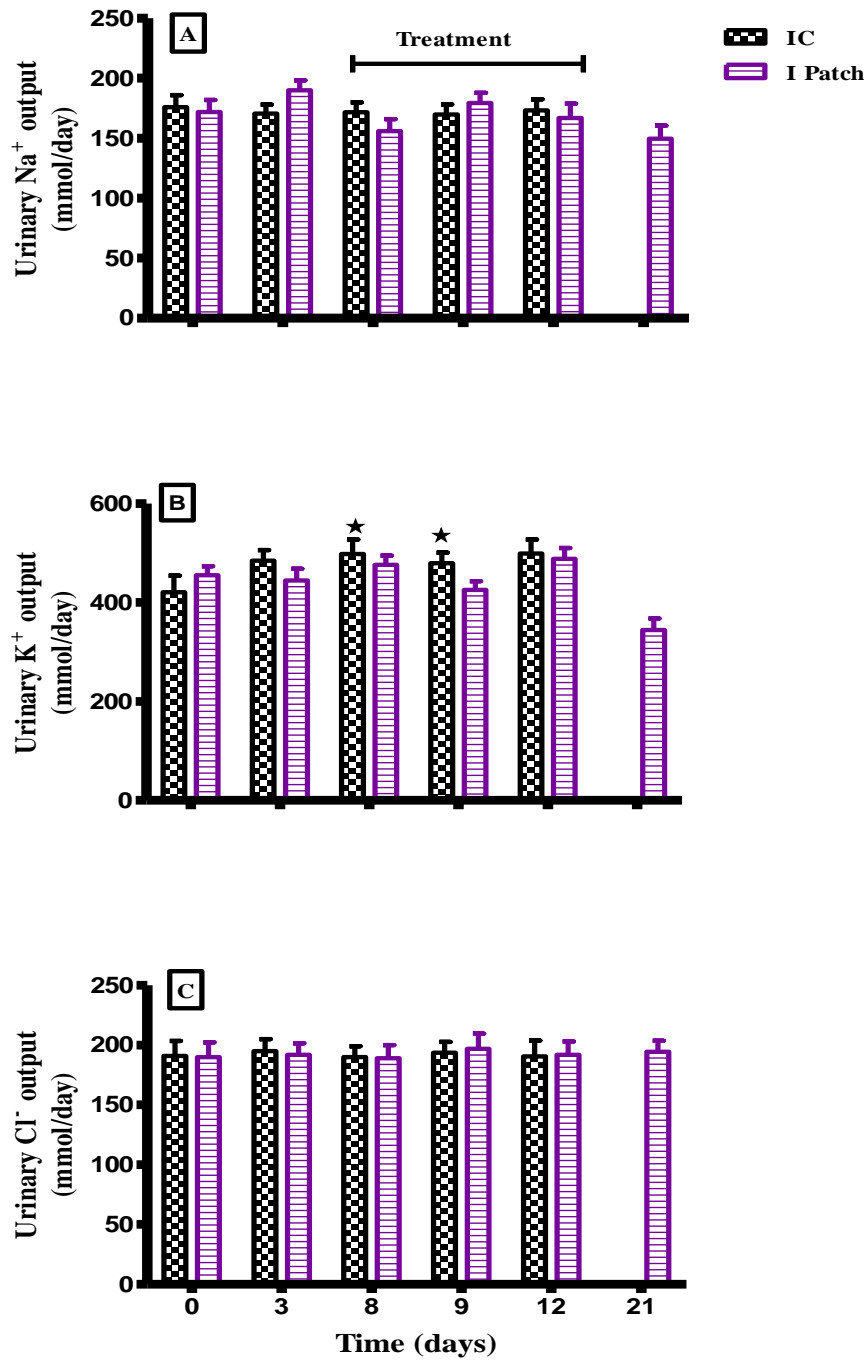 A
Treatment
IC
I Patch
Urinary Na⁺ output
(mmol/day)
250
200
150
100
50
0
B
★
★
Urinary K⁺ output
(mmol/day)
600
400
200
0
C
Urinary Cl⁻ output
(mmol/day)
250
200
150
100
50
0
0 3 8 9 12 21
Time (days)